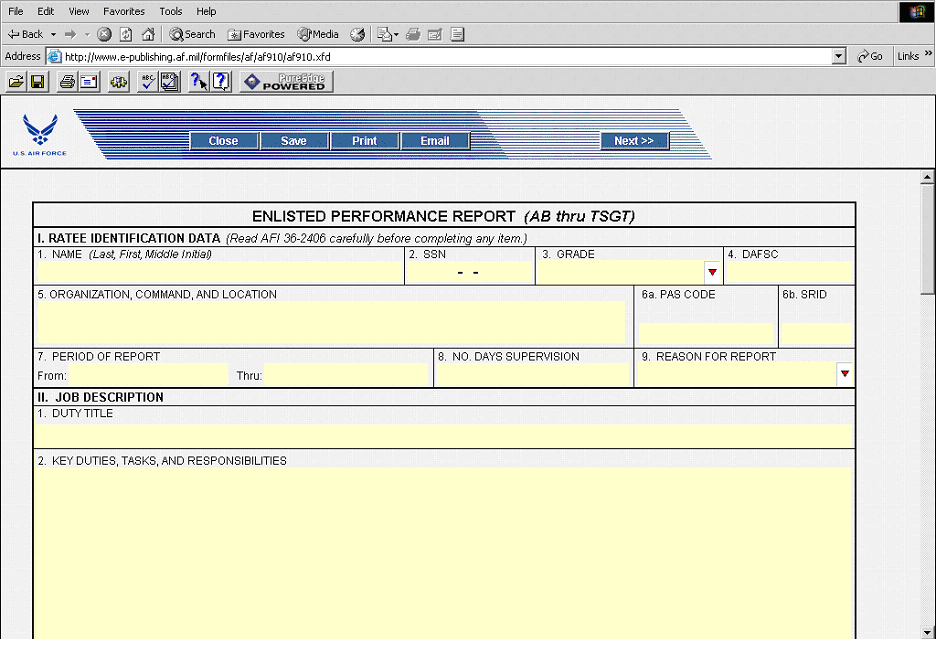 File Edit View Favorites Tools Help
Back Search Favorites Media
Address http://www.e-publishing.af.mil/formfiles/af/af910/af910.xfd Go Links »
ABC ABC ? ? PureEdge POWERED
U.S. AIR FORCE Close Save Print Email Next >>
ENLISTED PERFORMANCE REPORT (AB thru TSGT)
I. RATEE IDENTIFICATION DATA (Read AFI 36-2406 carefully before completing any item.)
1. NAME (Last, First, Middle Initial) 2. SSN 3. GRADE 4. DAFSC
- -
5. ORGANIZATION, COMMAND, AND LOCATION 6a. PAS CODE 6b. SRID
7. PERIOD OF REPORT 8. NO. DAYS SUPERVISION 9. REASON FOR REPORT
From: Thru:
II. JOB DESCRIPTION
1. DUTY TITLE
2. KEY DUTIES, TASKS, AND RESPONSIBILITIES